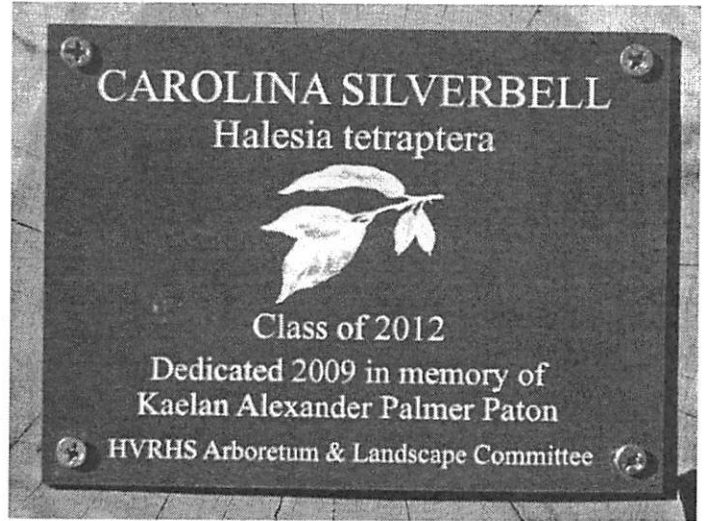 CAROLINA SILVERBELL
Halesia tetraptera
Class of 2012
Dedicated 2009 in memory of
Kaelan Alexander Palmer Paton
HVRHS Arboretum & Landscape Committee